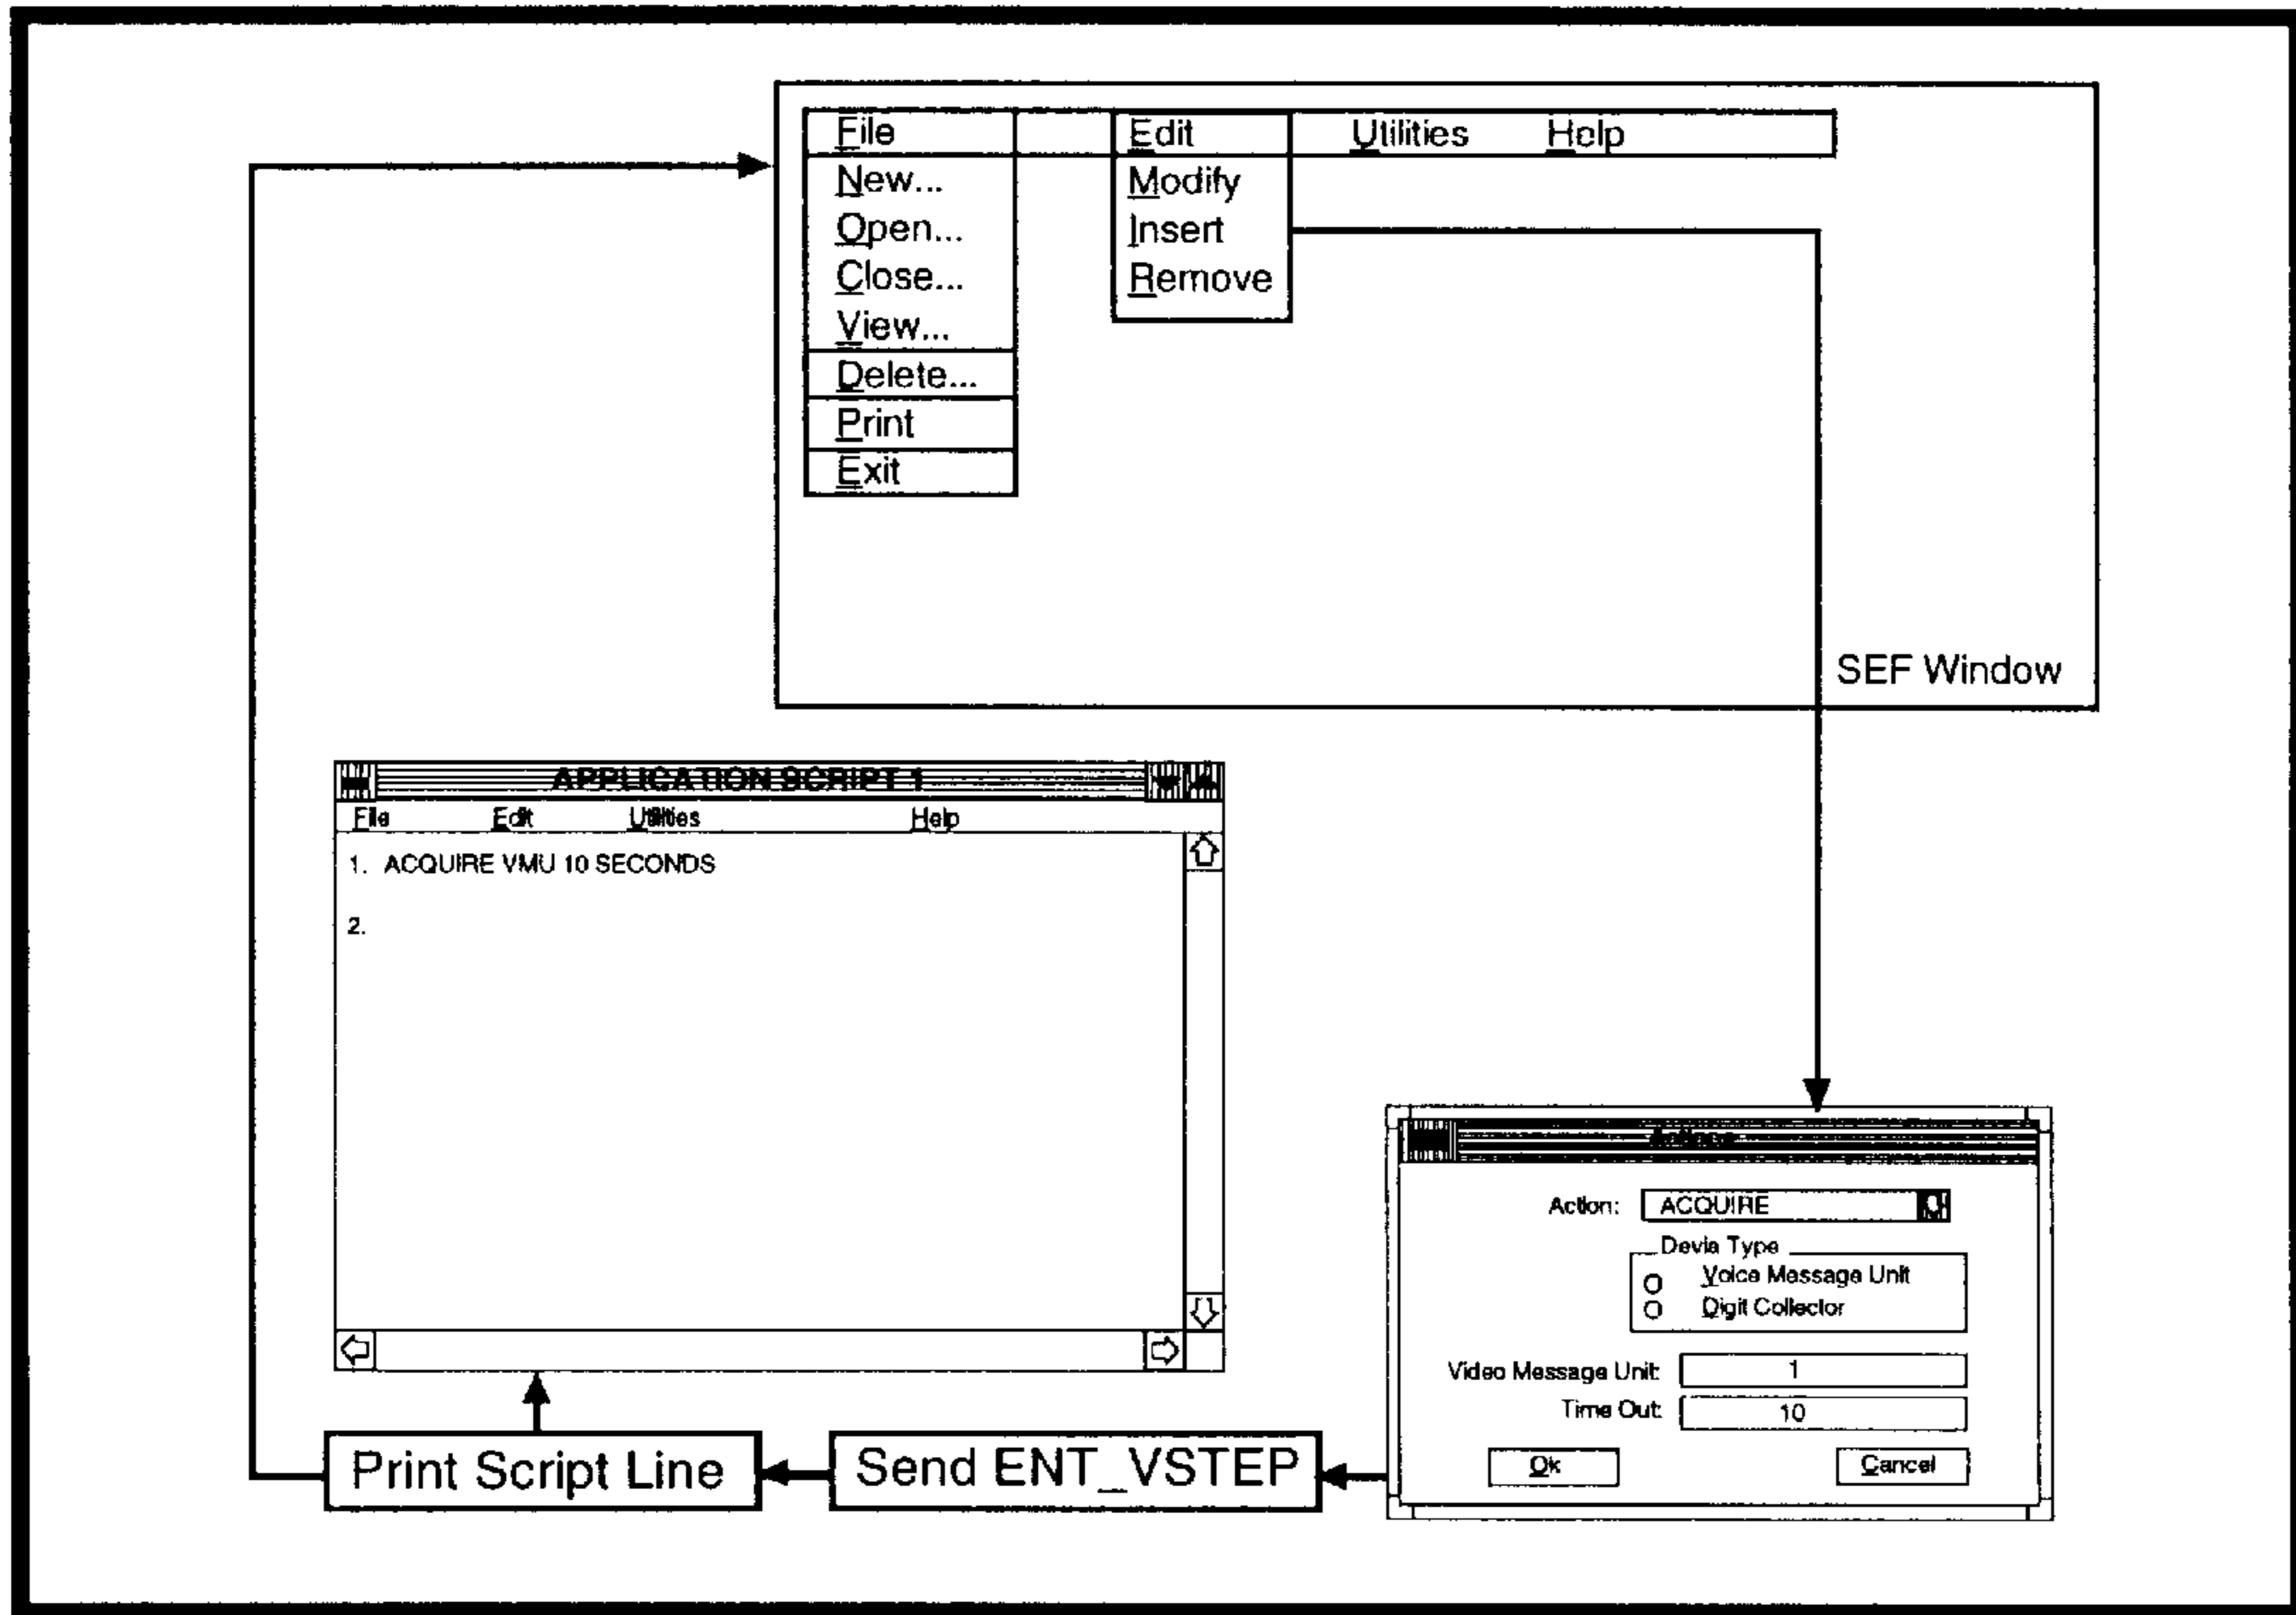 File Edit Utilities Help
New...
Open...
Close...
View...
Delete...
Print
Exit
Modify
Insert
Remove
SEF Window
APPLICATION SCRIPT 1
File Edit Utilities Help
1. ACQUIRE VMU 10 SECONDS
2.
Actions
Action: ACQUIRE
Devie Type
Voice Message Unit
Digit Collector
Video Message Unit: 1
Time Out: 10
Ok Cancel
Print Script Line
Send ENT_VSTEP